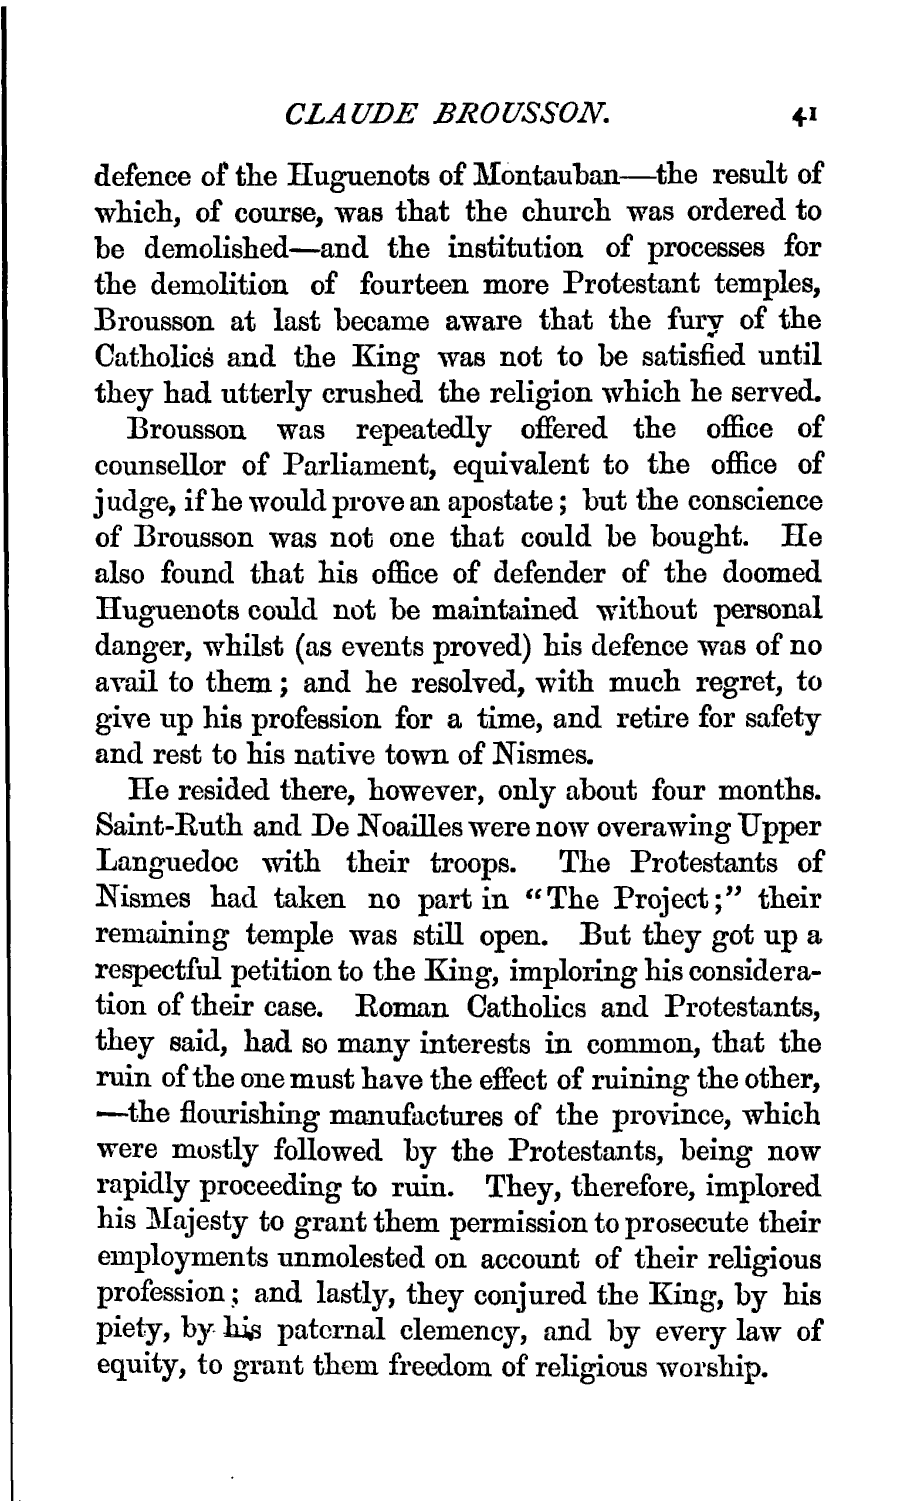 CLAUDE BROUSSON. 41
defence of the Huguenots of Montauban—the result of
which, of course, was that the church was ordered to
be demolished—and the institution of processes for
the demolition of fourteen more Protestant temples,
Brousson at last became aware that the fury of the
Catholics and the King was not to be satisfied until
they had utterly crushed the religion which he served.
Brousson was repeatedly offered the office of
counsellor of Parliament, equivalent to the office of
judge, if he would prove an apostate; but the conscience
of Brousson was not one that could be bought. He
also found that his office of defender of the doomed
Huguenots could not be maintained without personal
danger, whilst (as events proved) his defence was of no
avail to them; and he resolved, with much regret, to
give up his profession for a time, and retire for safety
and rest to his native town of Nismes.
He resided there, however, only about four months.
Saint-Ruth and De Noailles were now overawing Upper
Languedoc with their troops. The Protestants of
Nismes had taken no part in "The Project;" their
remaining temple was still open. But they got up a
respectful petition to the King, imploring his considera-
tion of their case. Roman Catholics and Protestants,
they said, had so many interests in common, that the
ruin of the one must have the effect of ruining the other,
—the flourishing manufactures of the province, which
were mostly followed by the Protestants, being now
rapidly proceeding to ruin. They, therefore, implored
his Majesty to grant them permission to prosecute their
employments unmolested on account of their religious
profession; and lastly, they conjured the King, by his
piety, by his paternal clemency, and by every law of
equity, to grant them freedom of religious worship.